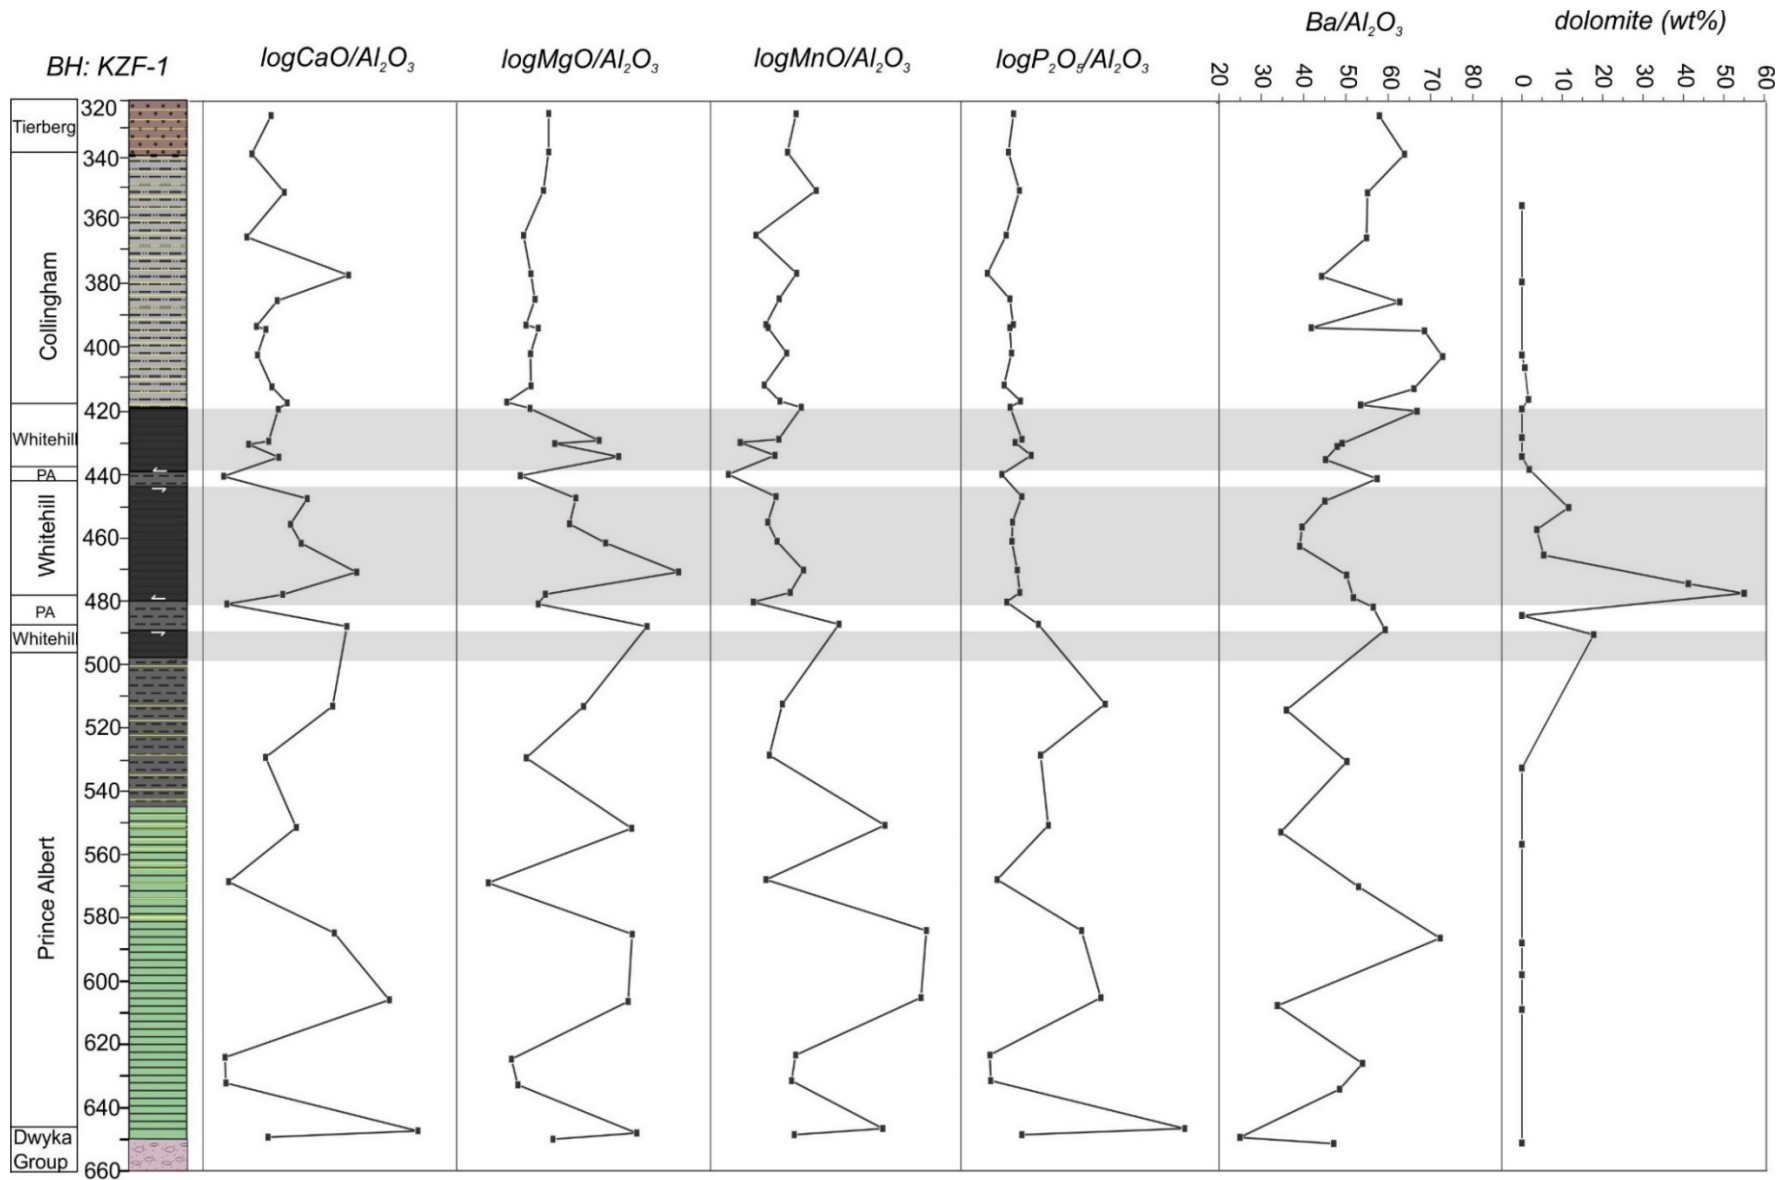 BH: KZF-1
logCaO/Al₂O₃
logMgO/Al₂O₃
logMnO/Al₂O₃
logP₂O₅/Al₂O₃
Ba/Al₂O₃
dolomite (wt%)
20 30 40 50 60 70 80
0 10 20 30 40 50 60
Tierberg
Collingham
Whitehill
PA
Whitehill
PA
Whitehill
Prince Albert
Dwyka
Group
320
340
360
380
400
420
440
460
480
500
520
540
560
580
600
620
640
660